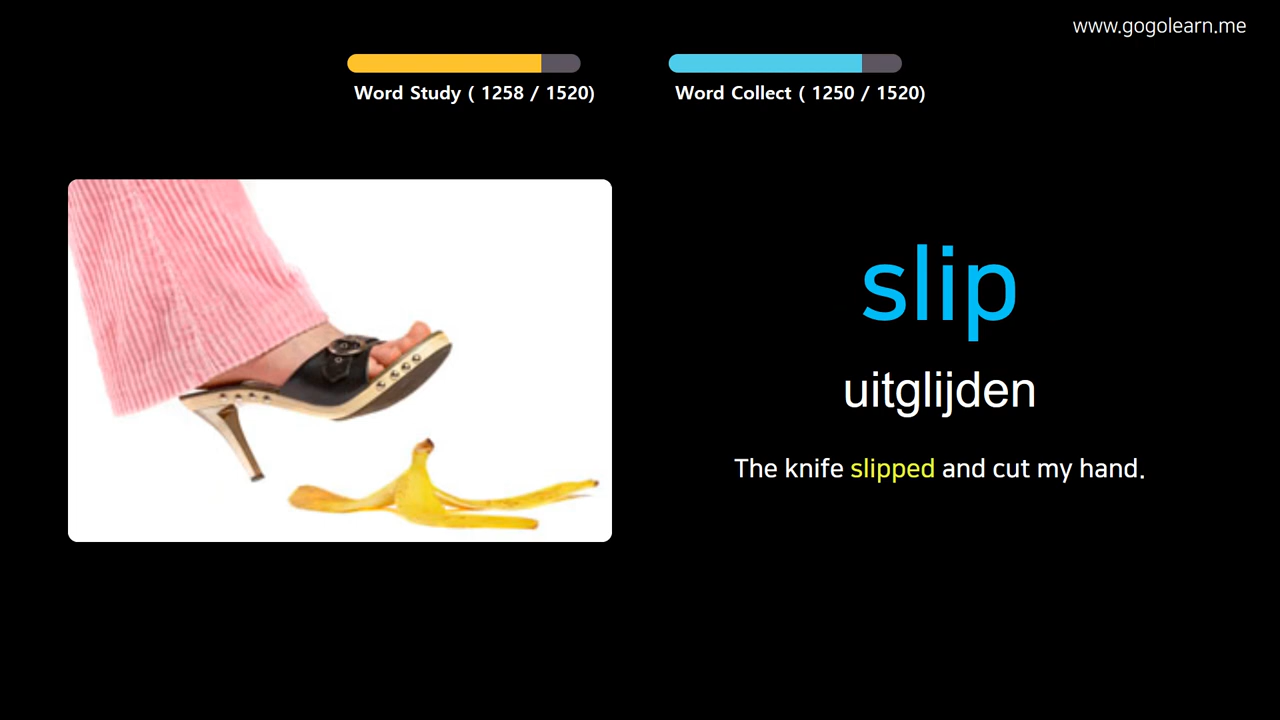 www.gogolearn.me
Word Study ( 1258 / 1520)
Word Collect ( 1250 / 1520)
slip
uitglijden
The knife slipped and cut my hand.